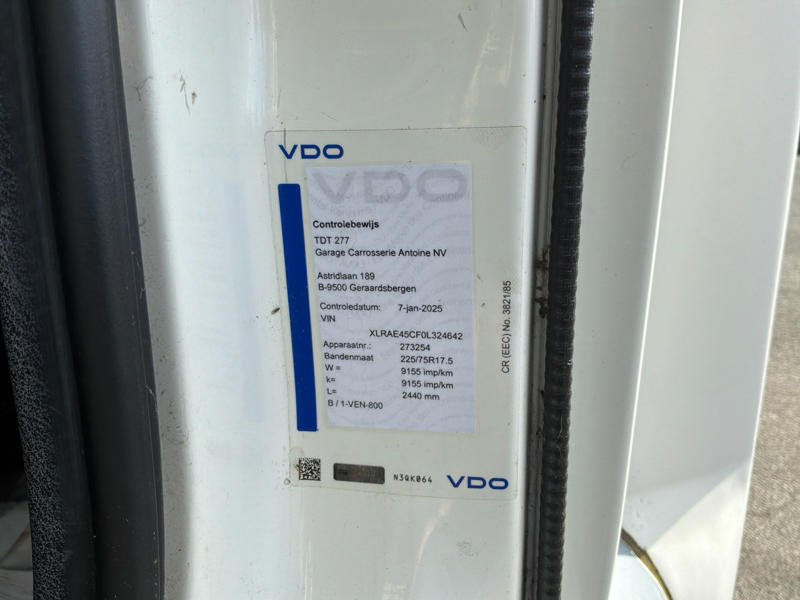 VDO
VDO
Controlebewijs
TDT 277
Garage Carrosserie Antoine NV
Astridlaan 189
B-9500 Geraardsbergen
Controledatum: 7-jan-2025
VIN
XLRAE45CF0L324642
Apparaatnr.: 273254
Bandenmaat 225/75R17.5
W = 9155 imp/km
k= 9155 imp/km
L= 2440 mm
B / 1-VEN-800
CR (EEC) No. 3821/85
N3QK064
VDO